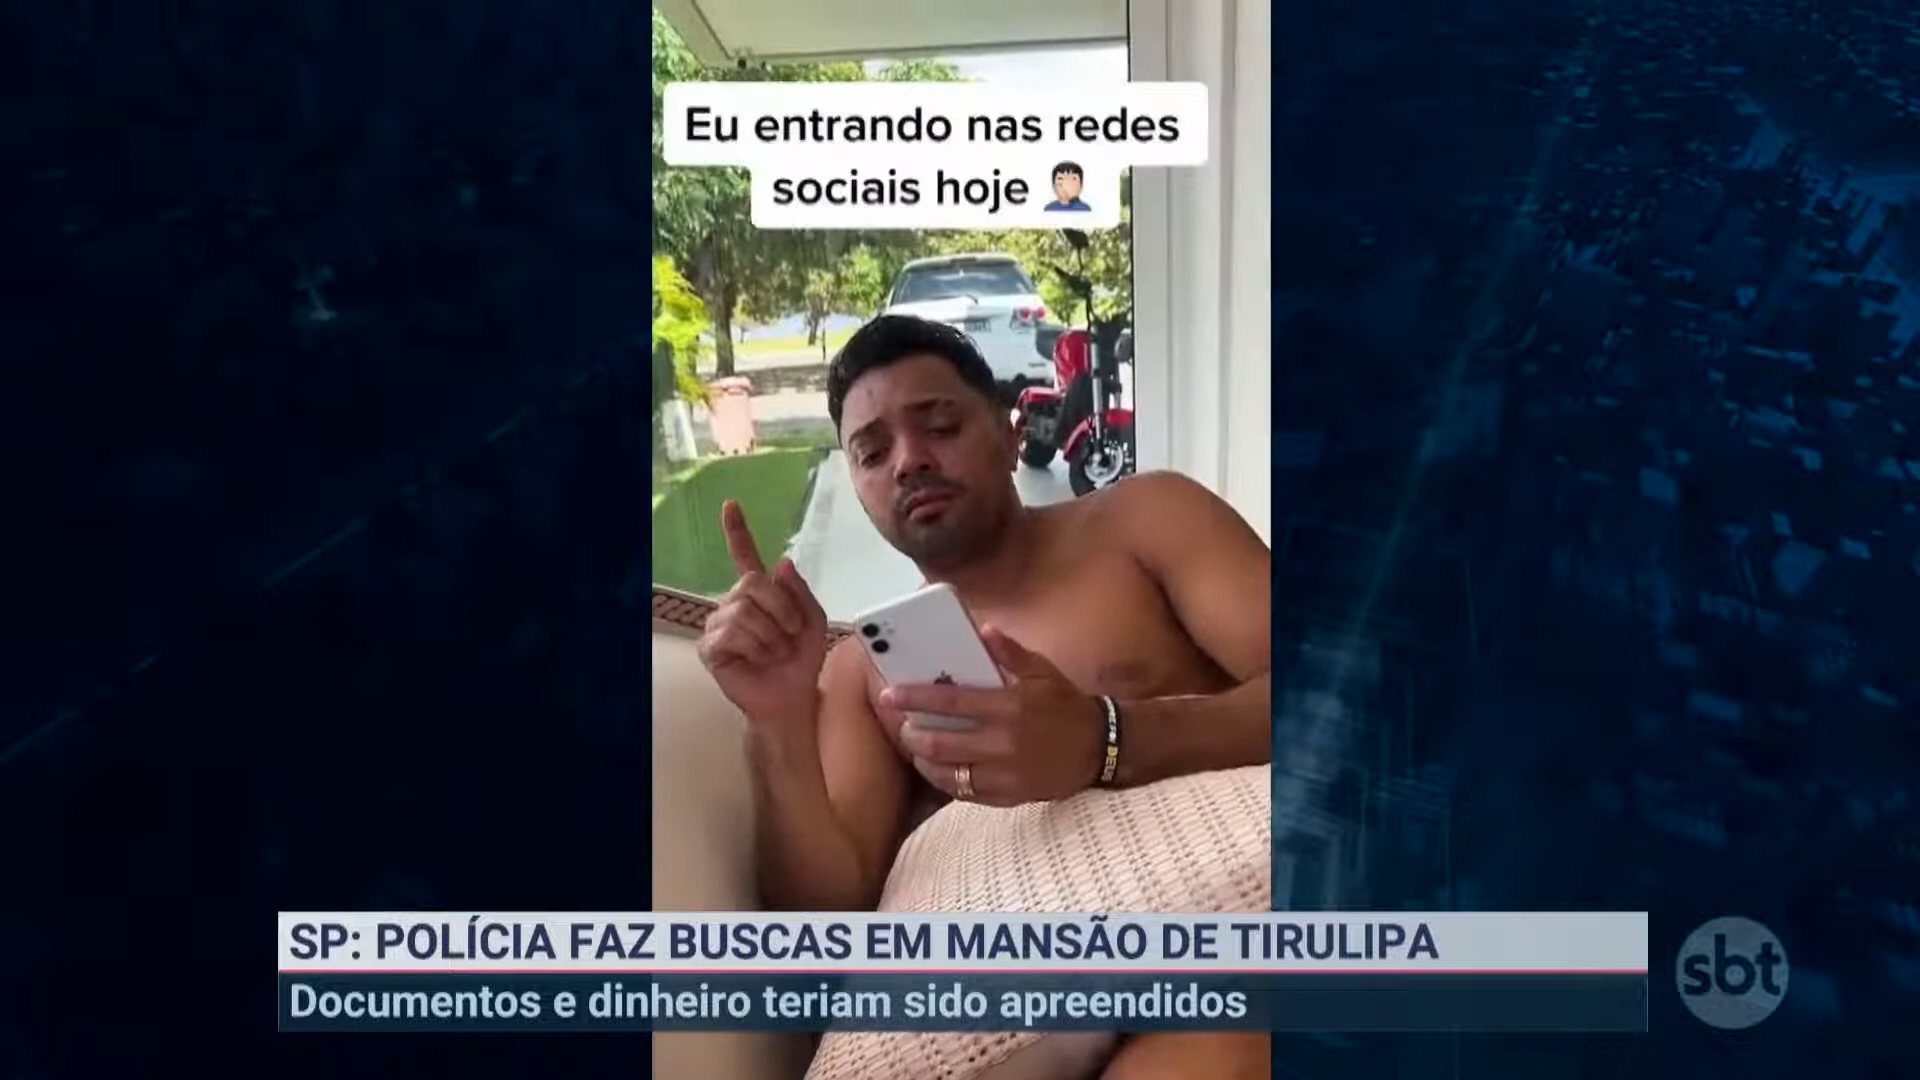 Eu entrando nas redes
sociais hoje 🤦🏻‍♂️
DEUS
SP: POLÍCIA FAZ BUSCAS EM MANSÃO DE TIRULIPA
Documentos e dinheiro teriam sido apreendidos
sbt